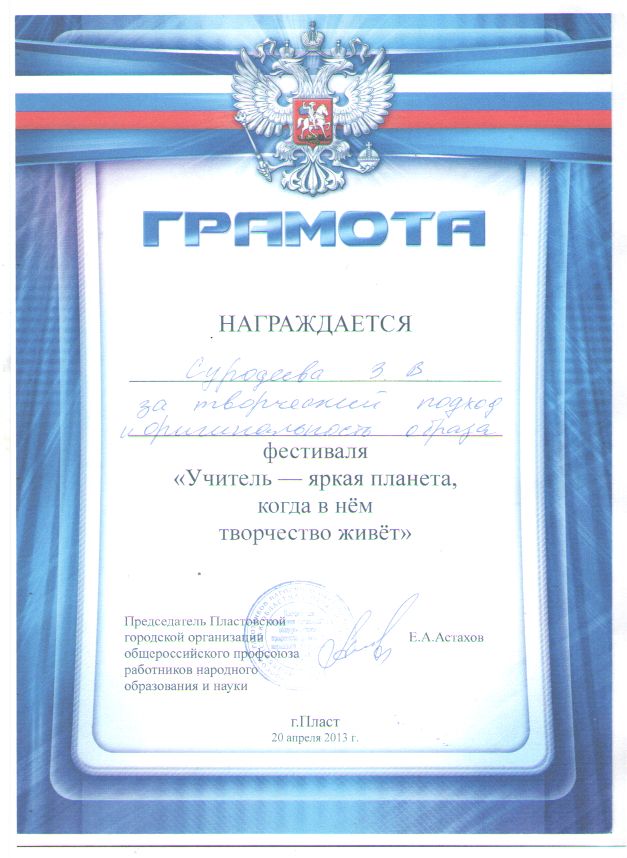 ГРАМОТА
НАГРАЖДАЕТСЯ
Суродеева З. В
за творческий подход
и оригинальность образа
фестиваля
«Учитель — яркая планета,
когда в нём
творчество живёт»
Председатель Пластовской
городской организации
общероссийского профсоюза
работников народного
образования и науки
Е.А.Астахов
г.Пласт
20 апреля 2013 г.